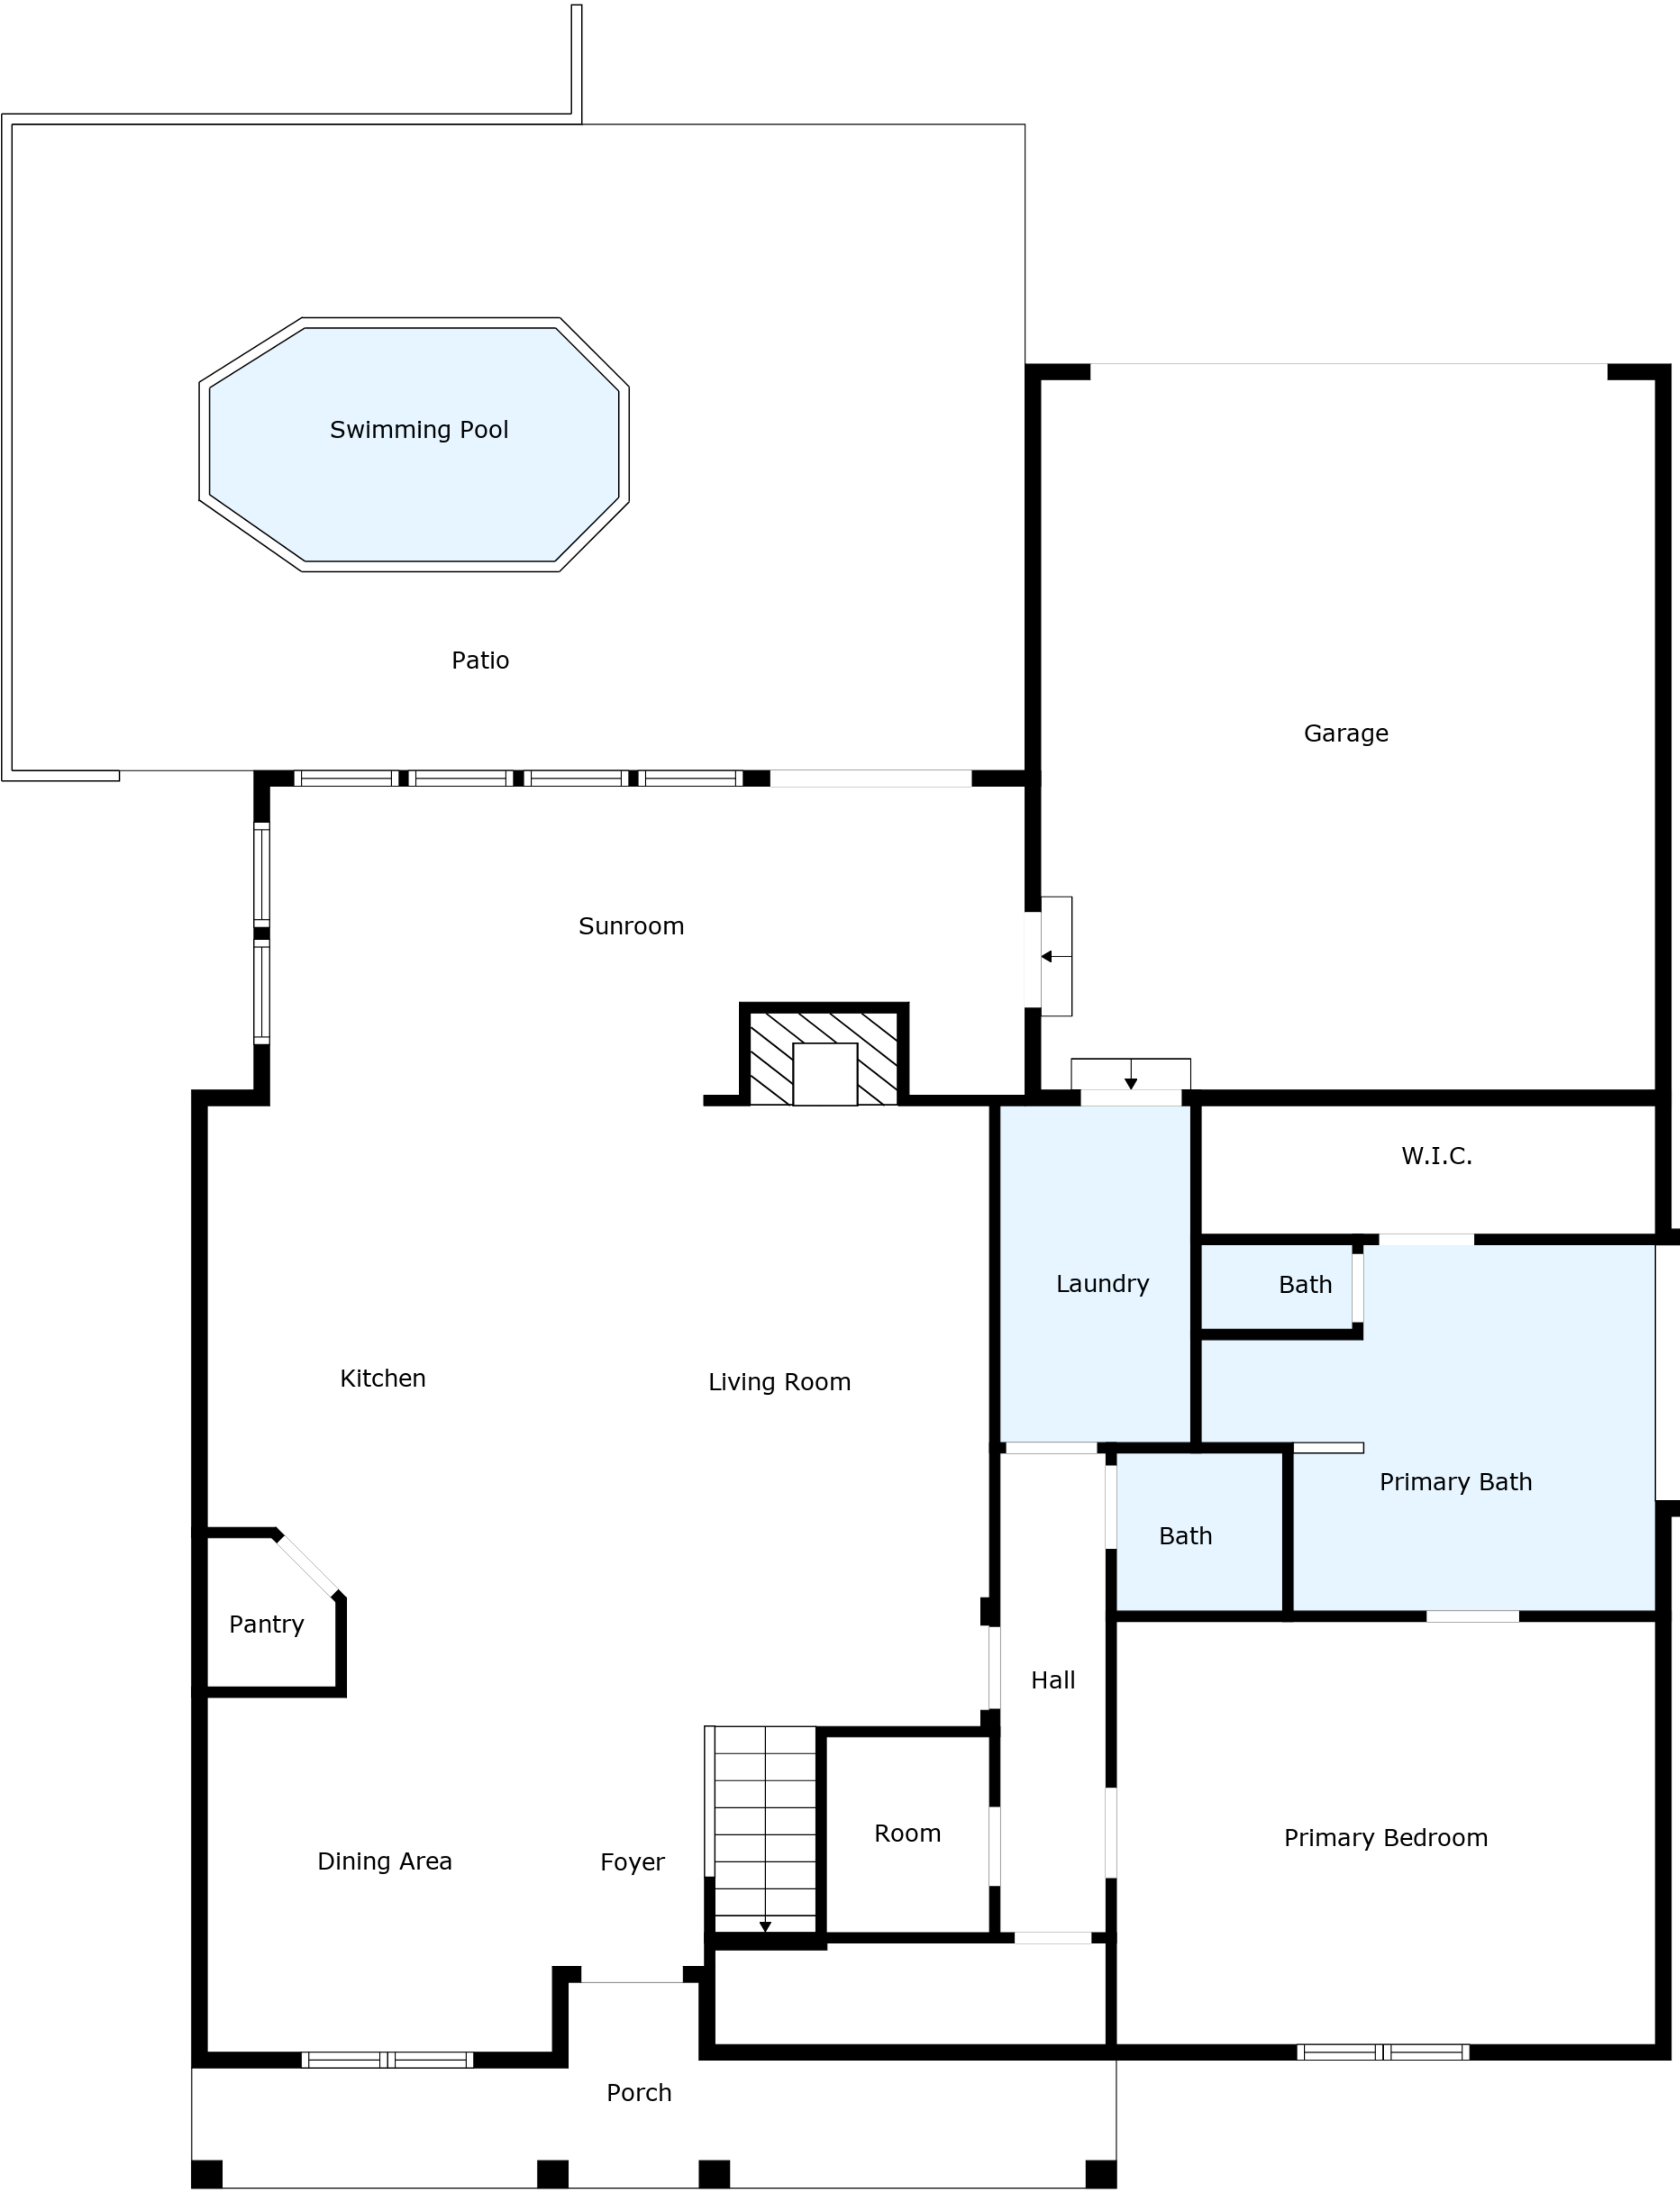 Swimming Pool
Patio
Garage
Sunroom
W.I.C.
Laundry
Bath
Kitchen
Living Room
Primary Bath
Bath
Pantry
Hall
Room
Primary Bedroom
Dining Area
Foyer
Porch